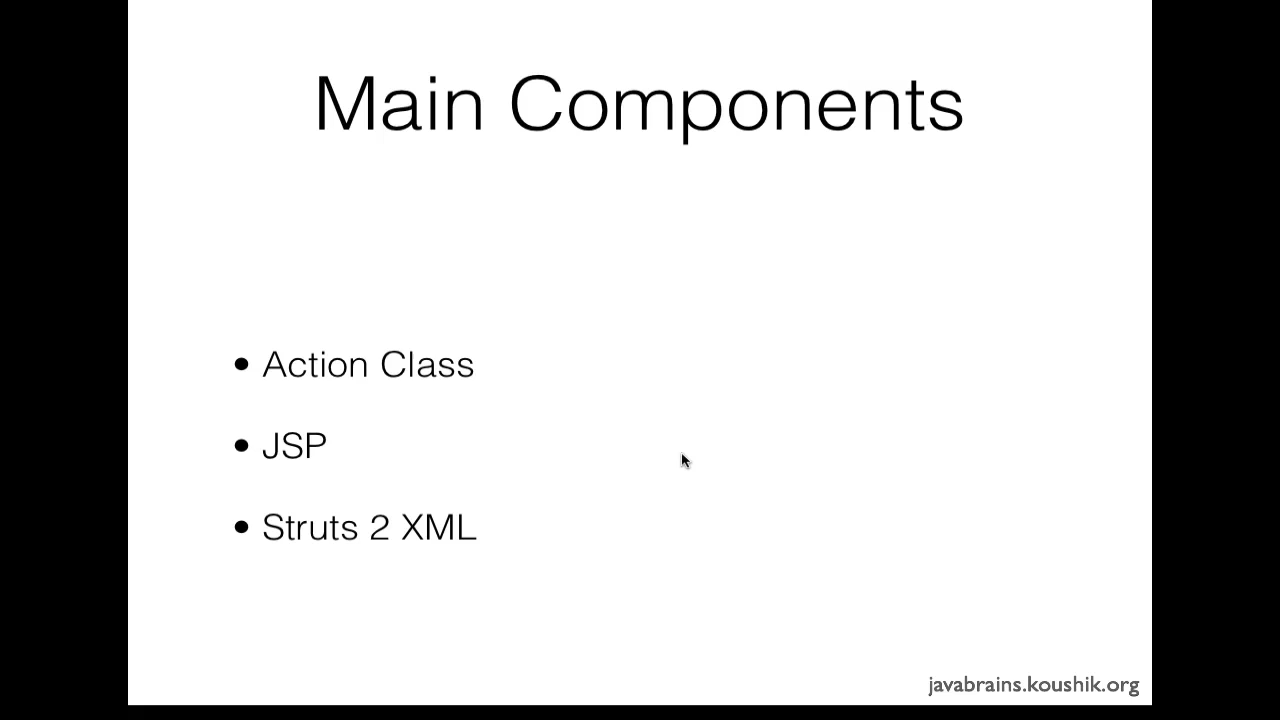 Main Components
• Action Class
• JSP
• Struts 2 XML
javabrains.koushik.org